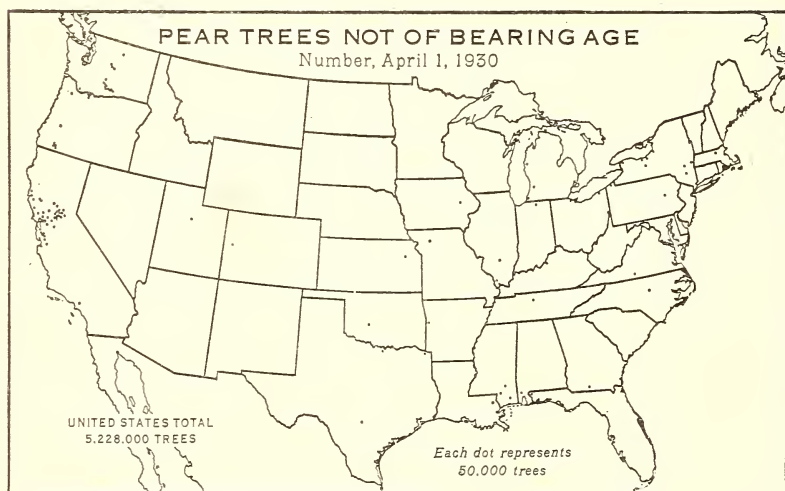 PEAR TREES NOT OF BEARING AGE
Number, April 1, 1930
UNITED STATES TOTAL
5,228,000 TREES
Each dot represents
50,000 trees